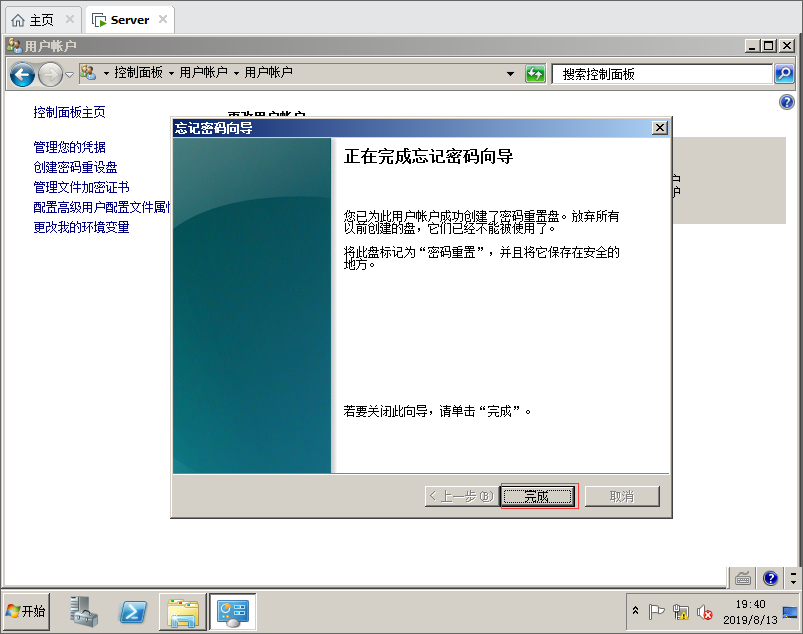 主页
Server
用户帐户
控制面板 用户帐户 用户帐户
搜索控制面板
控制面板主页
管理您的凭据
创建密码重设盘
管理文件加密证书
配置高级用户配置文件属
更改我的环境变量
更改用户帐户
忘记密码向导
正在完成忘记密码向导
您已为此用户帐户成功创建了密码重置盘。放弃所有
以前创建的盘，它们已经不能被使用了。
将此盘标记为“密码重置”，并且将它保存在安全的
地方。
若要关闭此向导，请单击“完成”。
< 上一步(B)
完成
取消
开始
19:40
2019/8/13